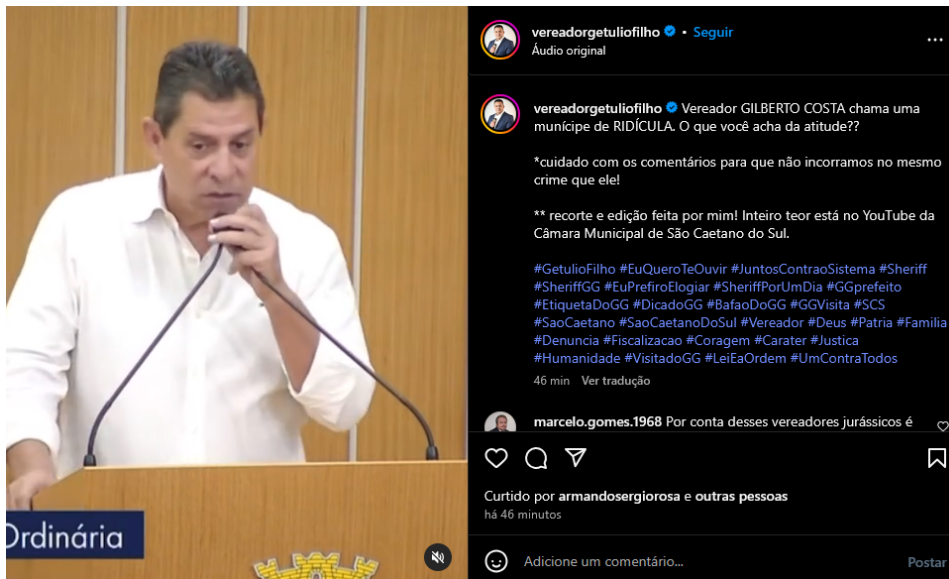 vereadorgetuliofilho • Seguir
Áudio original
vereadorgetuliofilho Vereador GILBERTO COSTA chama uma
munícipe de RIDÍCULA. O que você acha da atitude??
*cuidado com os comentários para que não incorramos no mesmo
crime que ele!
** recorte e edição feita por mim! Inteiro teor está no YouTube da
Câmara Municipal de São Caetano do Sul.
#GetulioFilho #EuQueroTeOuvir #JuntosContraoSistema #Sheriff
#SheriffGG #EuPrefiroElogiar #SheriffPorUmDia #GGprefeito
#EtiquetaDoGG #DicadoGG #BafaoDoGG #GGVisita #SCS
#SaoCaetano #SaoCaetanoDoSul #Vereador #Deus #Patria #Familia
#Denuncia #Fiscalizacao #Coragem #Carater #Justica
#Humanidade #VisitadoGG #LeiEaOrdem #UmContraTodos
46 min Ver tradução
marcelo.gomes.1968 Por conta desses vereadores jurássicos é
Curtido por armandosergiorosa e outras pessoas
há 46 minutos
Adicione um comentário... Postar
Ordinária